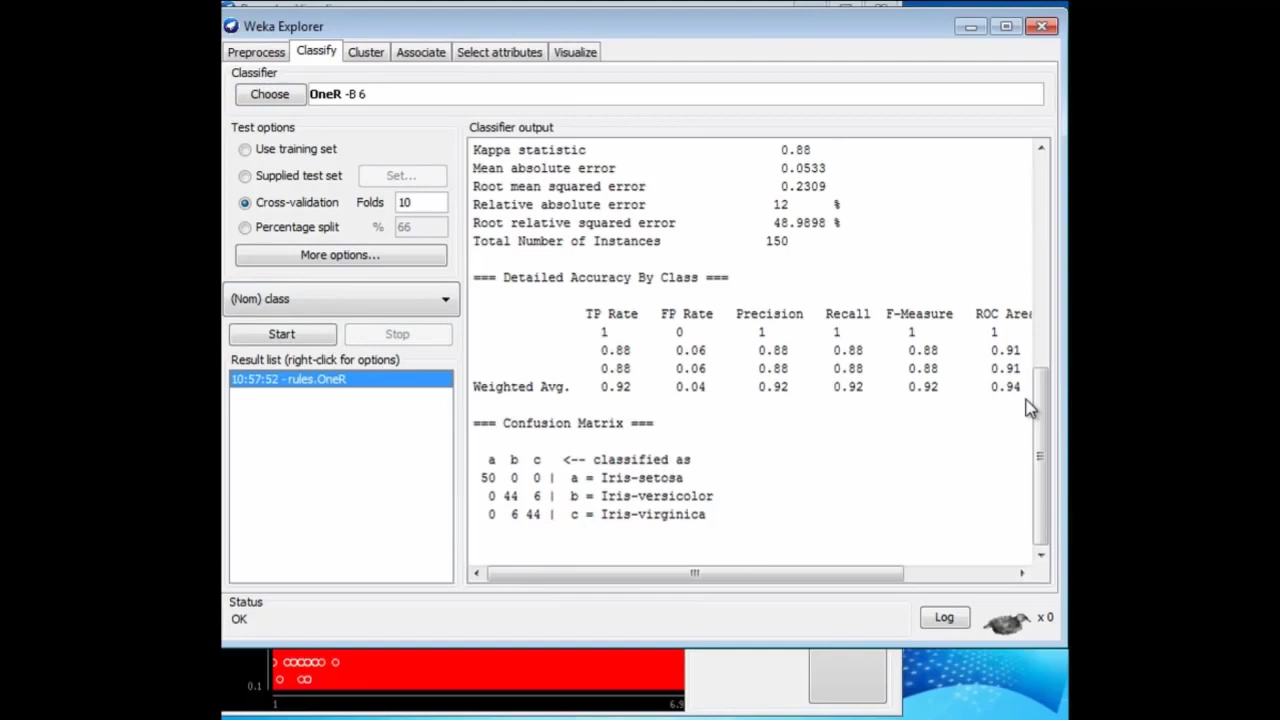 Weka Explorer
Preprocess Classify Cluster Associate Select attributes Visualize
Classifier
Choose OneR -B 6
Test options
Use training set
Supplied test set Set...
Cross-validation Folds 10
Percentage split % 66
More options...
(Nom) class
Start Stop
Result list (right-click for options)
10:57:52 - rules.OneR
Classifier output
Kappa statistic 0.88
Mean absolute error 0.0533
Root mean squared error 0.2309
Relative absolute error 12 %
Root relative squared error 48.9898 %
Total Number of Instances 150
=== Detailed Accuracy By Class ===
TP Rate FP Rate Precision Recall F-Measure ROC Area
1 0 1 1 1 1
0.88 0.06 0.88 0.88 0.88 0.91
0.88 0.06 0.88 0.88 0.88 0.91
Weighted Avg. 0.92 0.04 0.92 0.92 0.92 0.94
=== Confusion Matrix ===
a b c <-- classified as
50 0 0 | a = Iris-setosa
0 44 6 | b = Iris-versicolor
0 6 44 | c = Iris-virginica
Status
OK
Log x 0
0.1
1 6.9